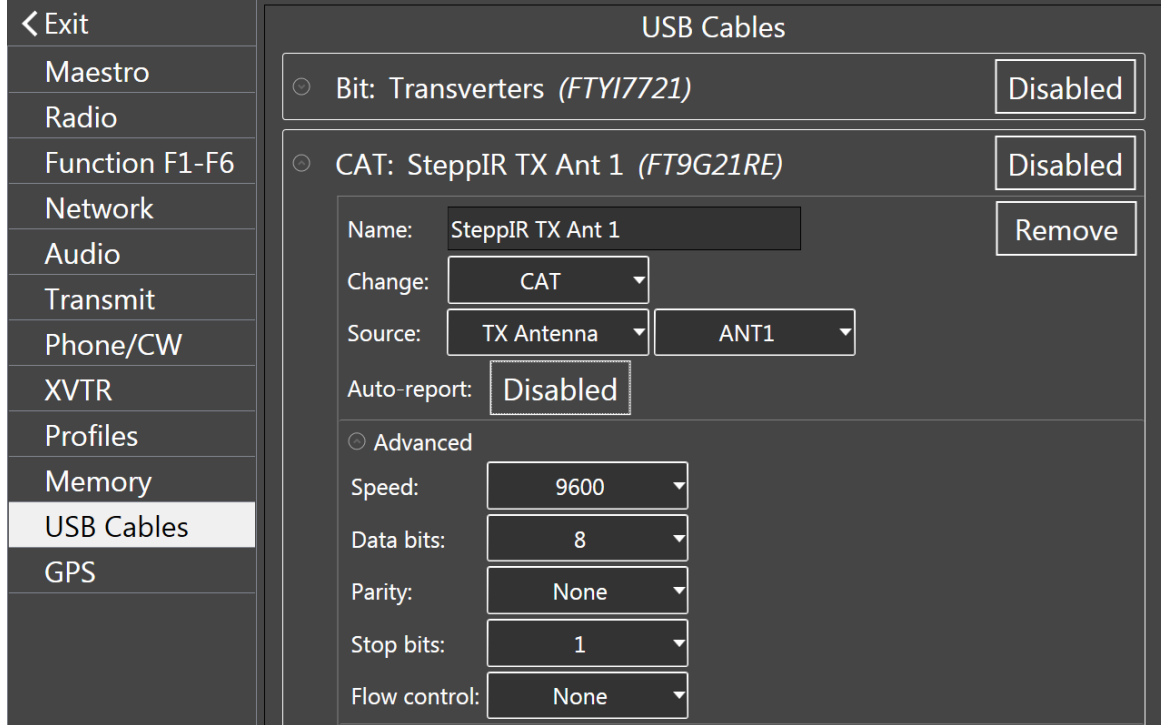 Exit
Maestro
Radio
Function F1-F6
Network
Audio
Transmit
Phone/CW
XVTR
Profiles
Memory
USB Cables
GPS
USB Cables
Bit: Transverters (FTYI7721) Disabled
CAT: SteppIR TX Ant 1 (FT9G21RE) Disabled
Name: SteppIR TX Ant 1 Remove
Change: CAT
Source: TX Antenna ANT1
Auto-report: Disabled
Advanced
Speed: 9600
Data bits: 8
Parity: None
Stop bits: 1
Flow control: None